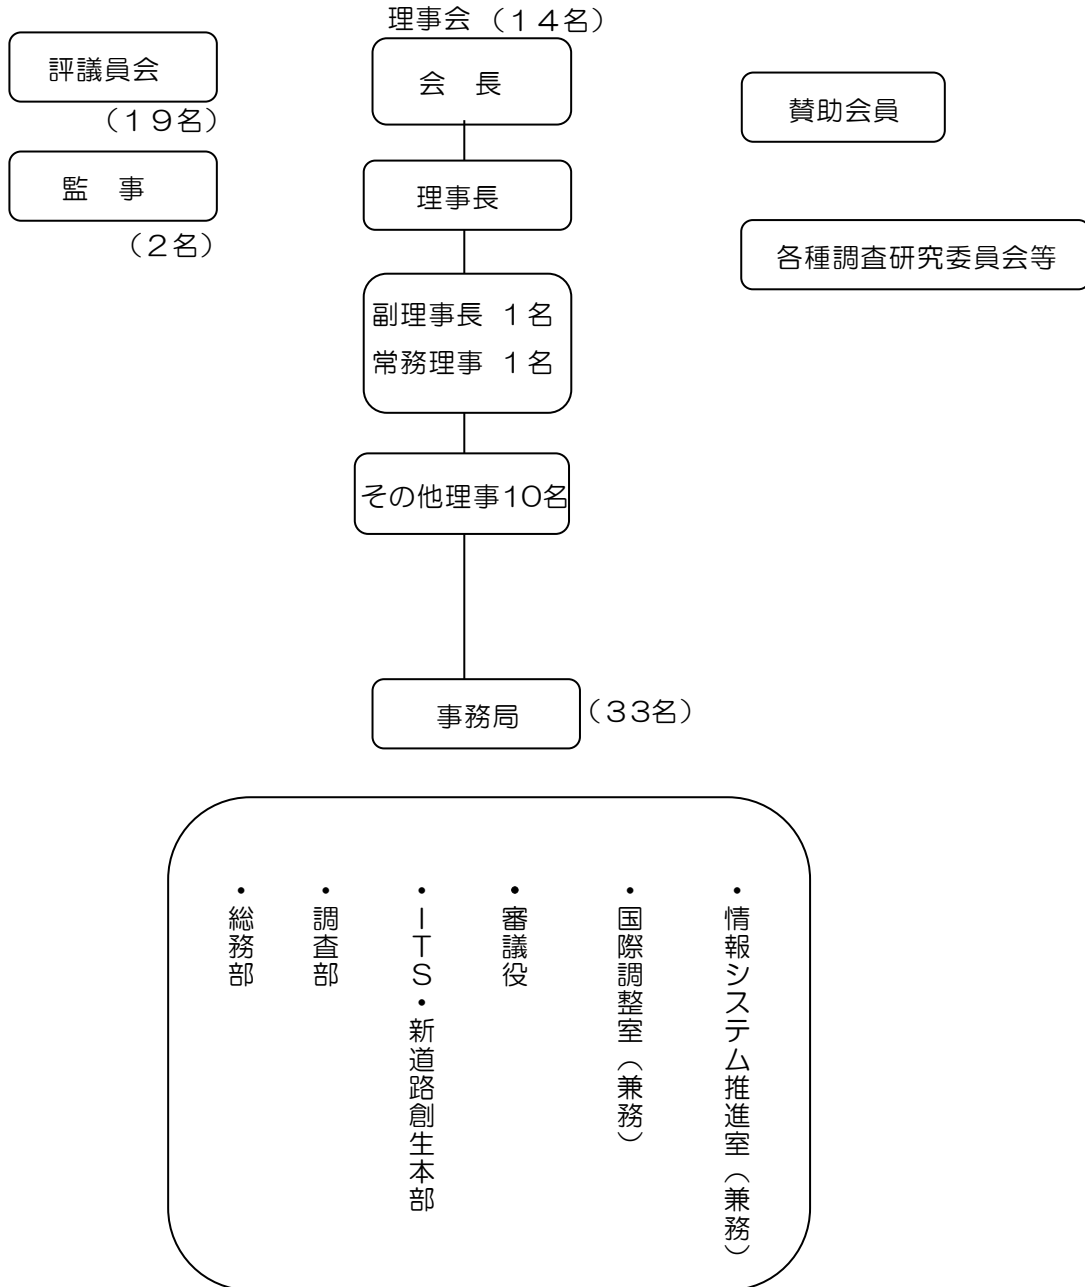 理事会（１４名）
評議員会
（１９名）
監　事
（２名）
会　長
理事長
副理事長 １名
常務理事 １名
その他理事10名
事務局
（33名）
賛助会員
各種調査研究委員会等
・総務部
・調査部
・ＩＴＳ・新道路創生本部
・審議役
・国際調整室（兼務）
・情報システム推進室（兼務）